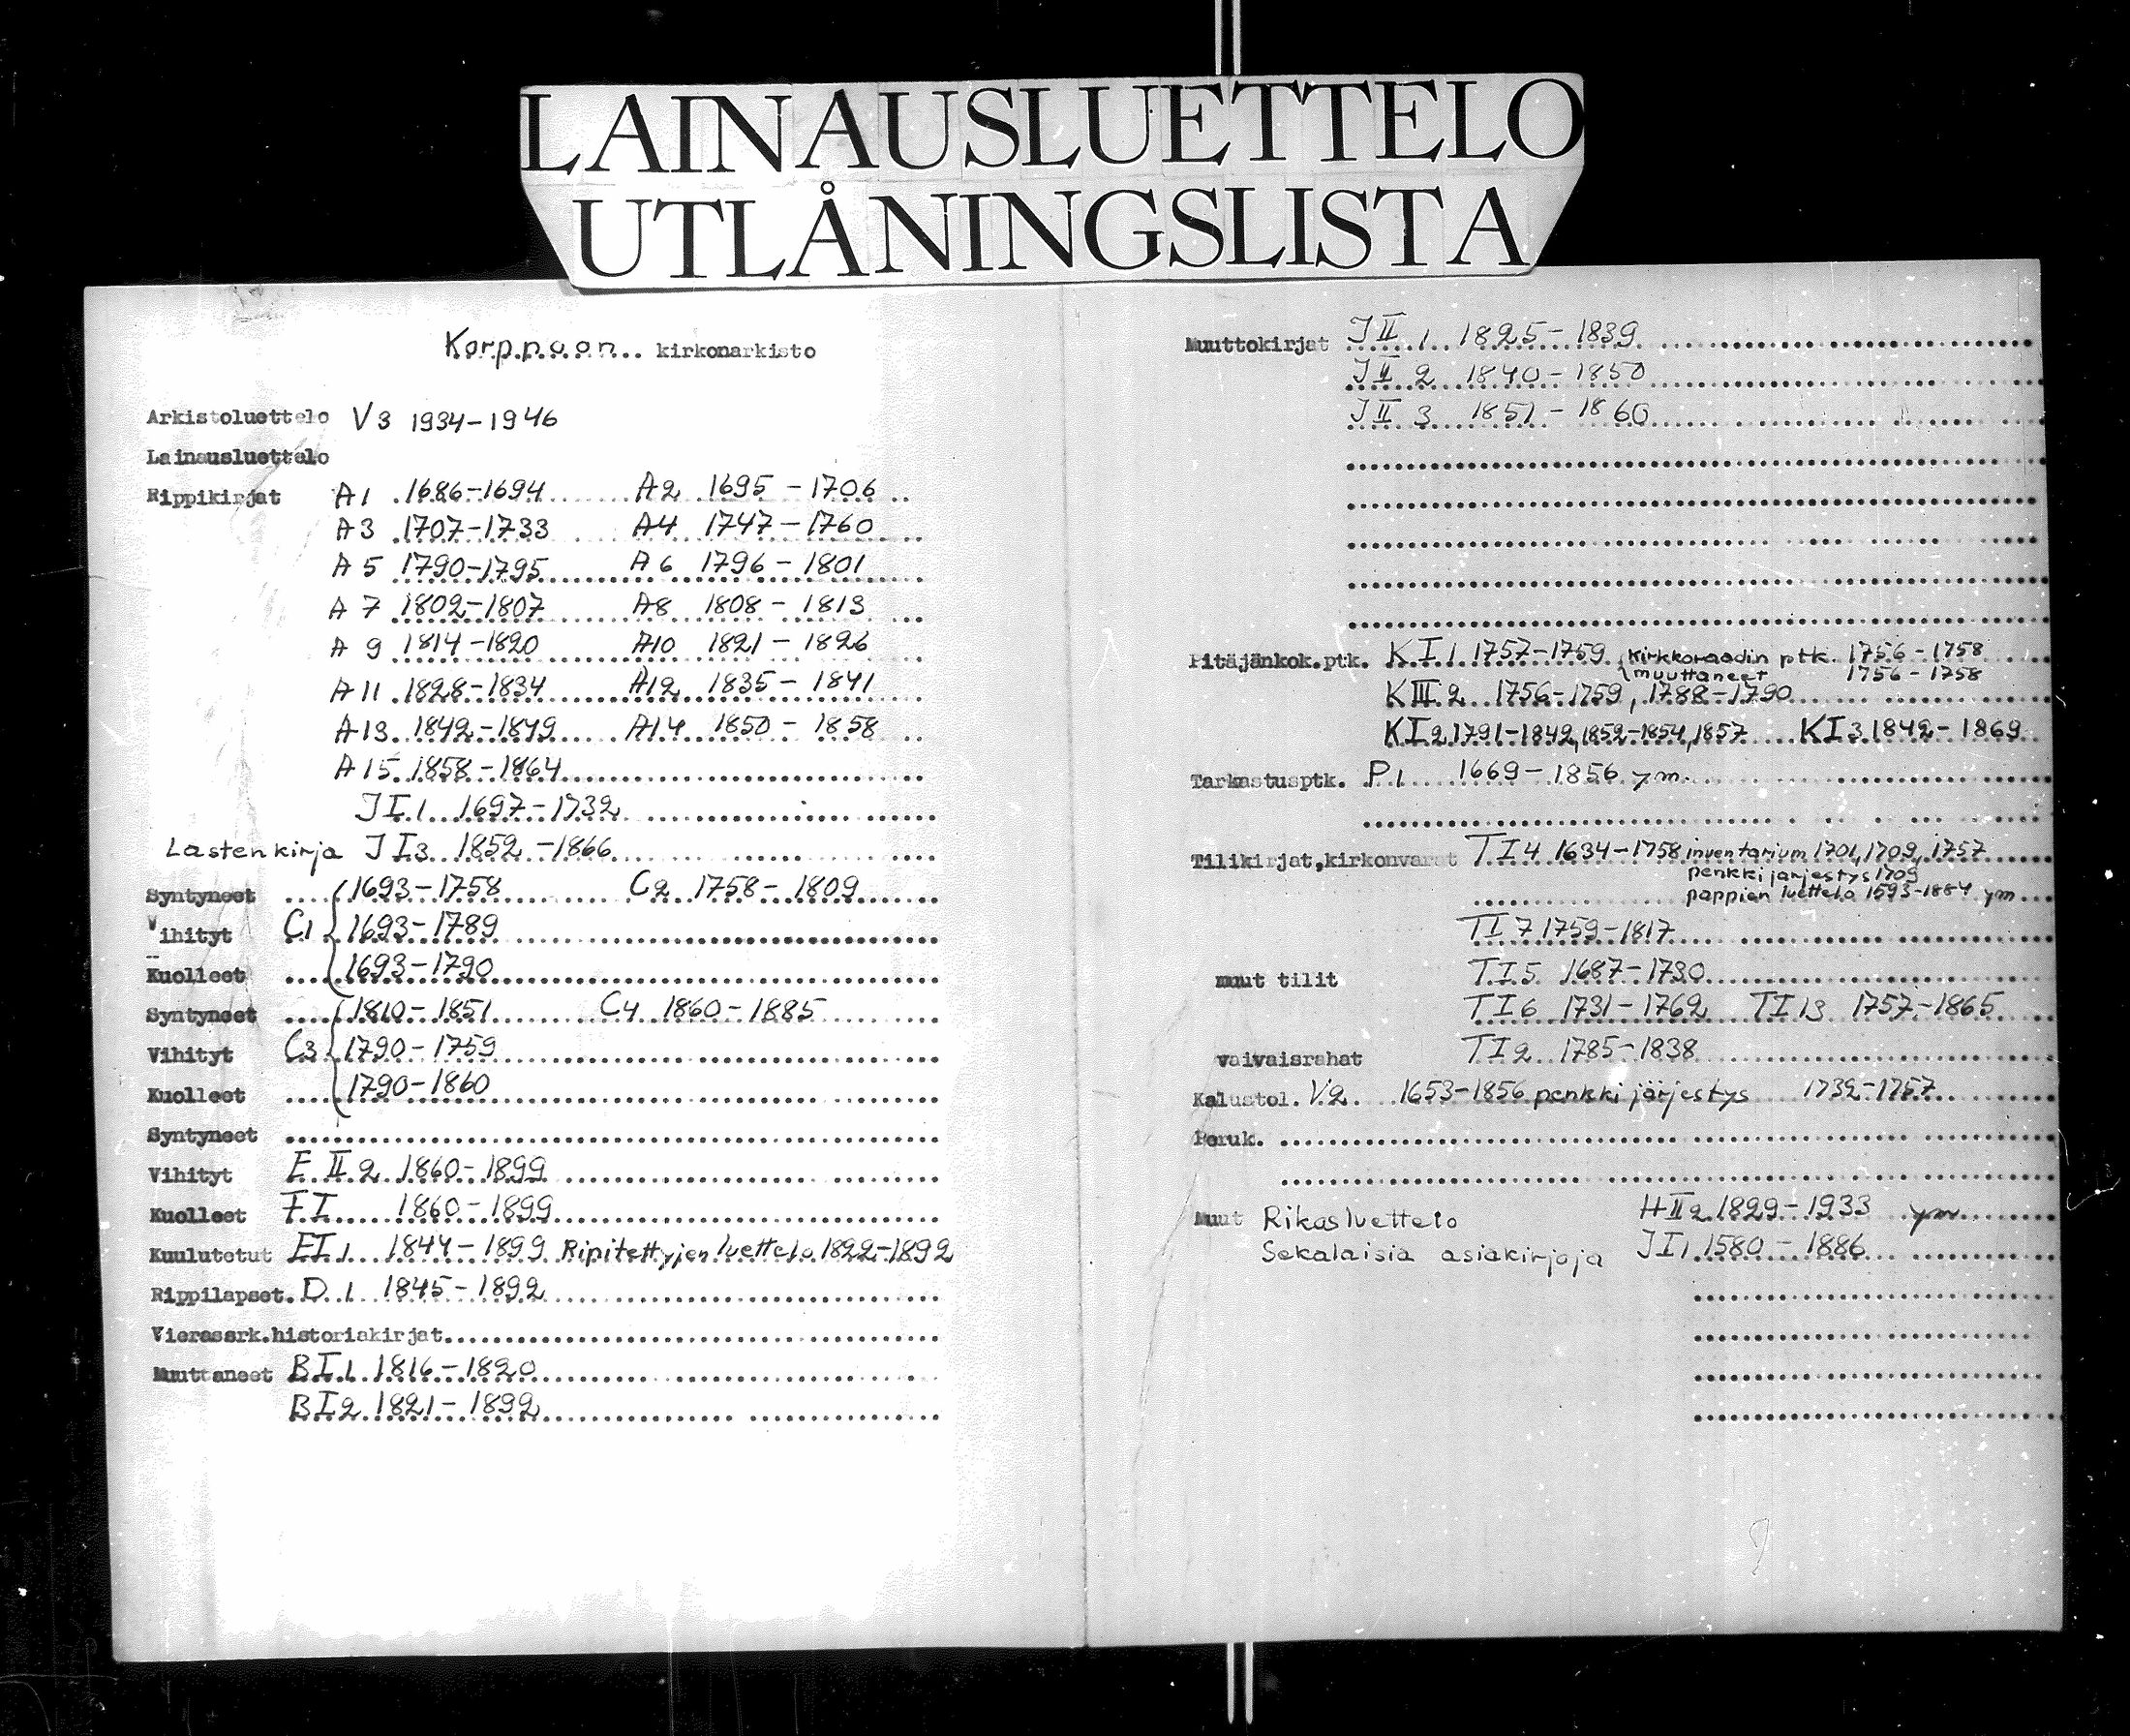 LAINAUSLUETTELO
UTLÅNINGSLISTA
Korppoon kirkonarkisto
Arkistoluettelo V 3 1934-1946
Lainausluettelo
Rippikirjat A1 1686-1694 A2 1695-1706
A3 1707-1733 A4 1747-1760
A5 1790-1795 A6 1796-1801
A7 1802-1807 A8 1808-1813
A9 1814-1820 A10 1821-1826
A11 1828-1834 A12 1835-1841
A13 1842-1849 A14 1850-1858
A15 1858-1864
J I 1 1697-1732
Lastenkirja J I 3 1852-1866
Syntyneet 1693-1758 C2 1758-1809
Vihityt C1 1693-1789
Kuolleet 1693-1790
Syntyneet 1810-1851 C4 1860-1885
Vihityt C3 1790-1759
Kuolleet 1790-1860
Syntyneet
Vihityt E II 2 1860-1899
Kuolleet F I 1860-1899
Kuulutetut E I 1 1844-1899 Ripitettyjen luettelo 1822-1892
Rippilapset. D 1 1845-1892
Vierasark.historiakirjat
Muuttaneet B I 1 1816-1820
B I 2 1821-1892
Muuttokirjat J II 1 1825-1839
J II 2 1840-1850
J II 3 1851-1860
Pitäjänkok.ptk. K I 1 1757-1759 { kirkkoraadin ptk. 1756-1758
muuttaneet 1756-1758
K III 2 1756-1759, 1788-1790
K I 2 1791-1842, 1852-1854, 1857 K I 3 1842-1869
Tarkastusptk. P 1 1669-1856 ym.
Tilikirjat,kirkonvarat T I 4 1634-1758 inventarium 1701, 1709, 1757
penkkijärjestys 1709
pappien luettelo 1593-1884 ym
T I 7 1759-1817
muut tilit T I 5 1687-1730
T I 6 1731-1762 T I 13 1757-1865
vaivaisrahat T I 2 1785-1838
Kalustol. V 2 1653-1856 penkkijärjestys 1732-1757
Peruk.
Muut Rikosluettelo H II 2 1829-1933 ym
Sekalaisia asiakirjoja J I 1 1580-1886